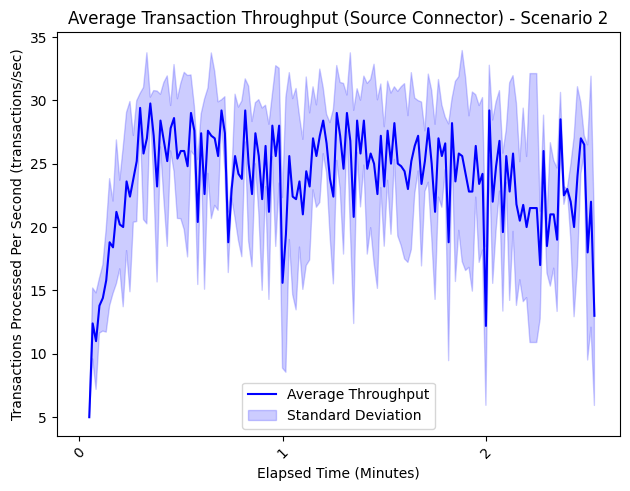 Average Transaction Throughput (Source Connector) - Scenario 2
Transactions Processed Per Second (transactions/sec)
35
30
25
20
15
10
5
Average Throughput
Standard Deviation
0
1
2
Elapsed Time (Minutes)